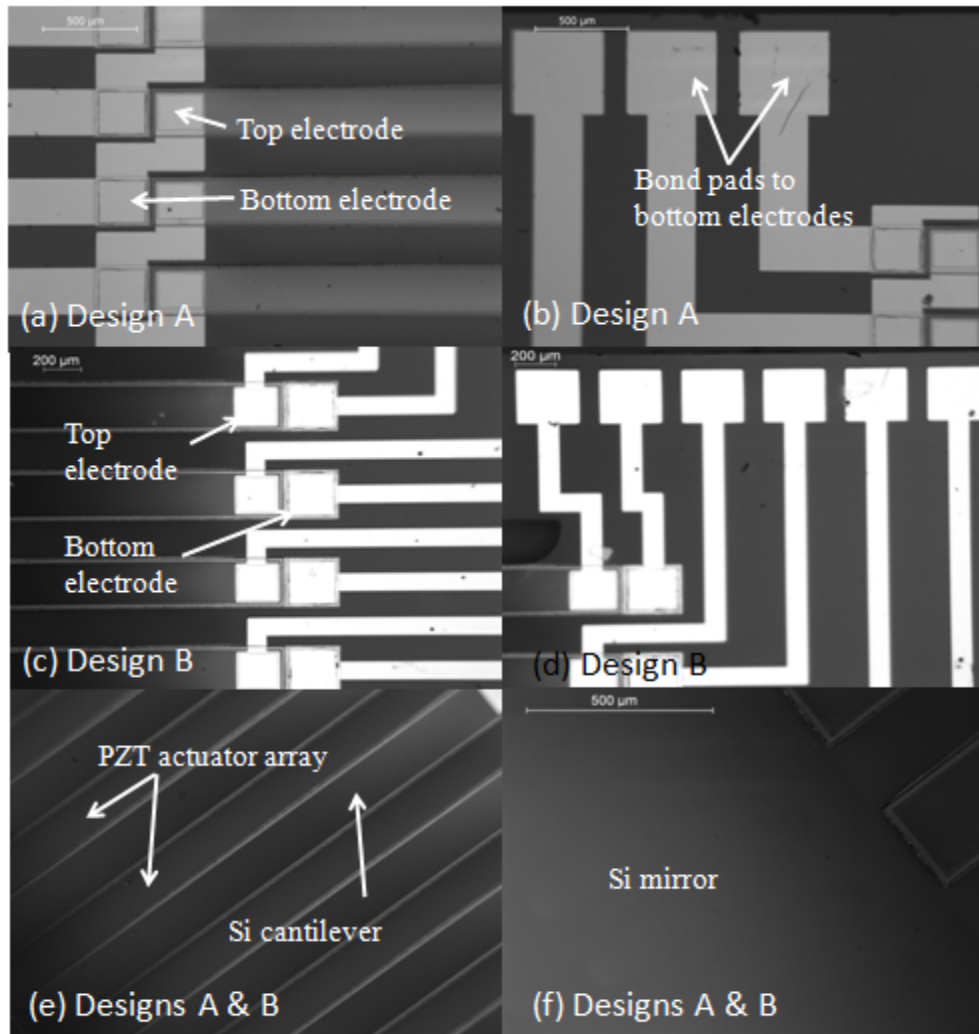 500 µm
Top electrode
Bottom electrode
(a) Design A
500 µm
Bond pads to
bottom electrodes
(b) Design A
200 µm
Top
electrode
Bottom
electrode
(c) Design B
200 µm
(d) Design B
PZT actuator array
Si cantilever
(e) Designs A & B
500 µm
Si mirror
(f) Designs A & B